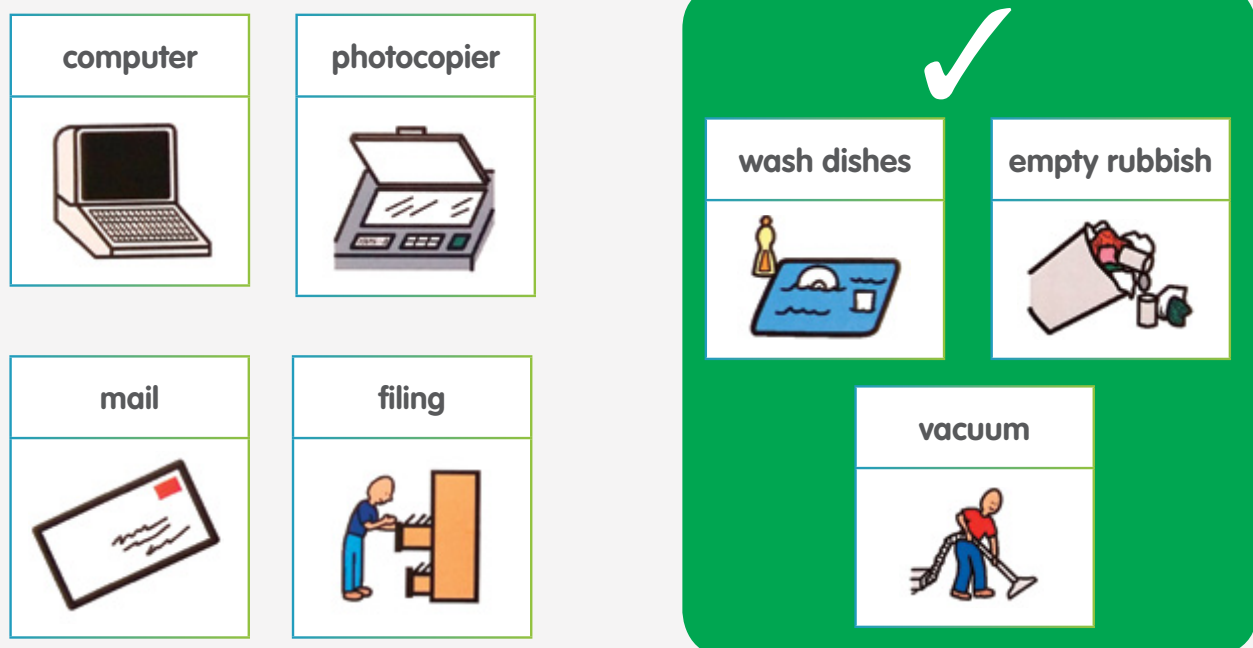 computer
photocopier
mail
filing
wash dishes
empty rubbish
vacuum